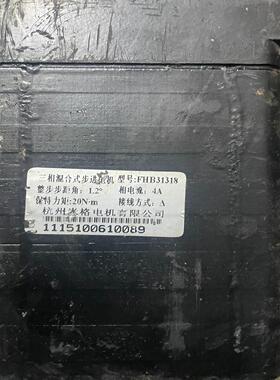 三相混合式步进电机 型号:FHB31318
整步步距角: 1.2° 相电流: 4A
保持力矩:20N·m 接线方式: Δ
杭州 格电机有限公司
1115100610089